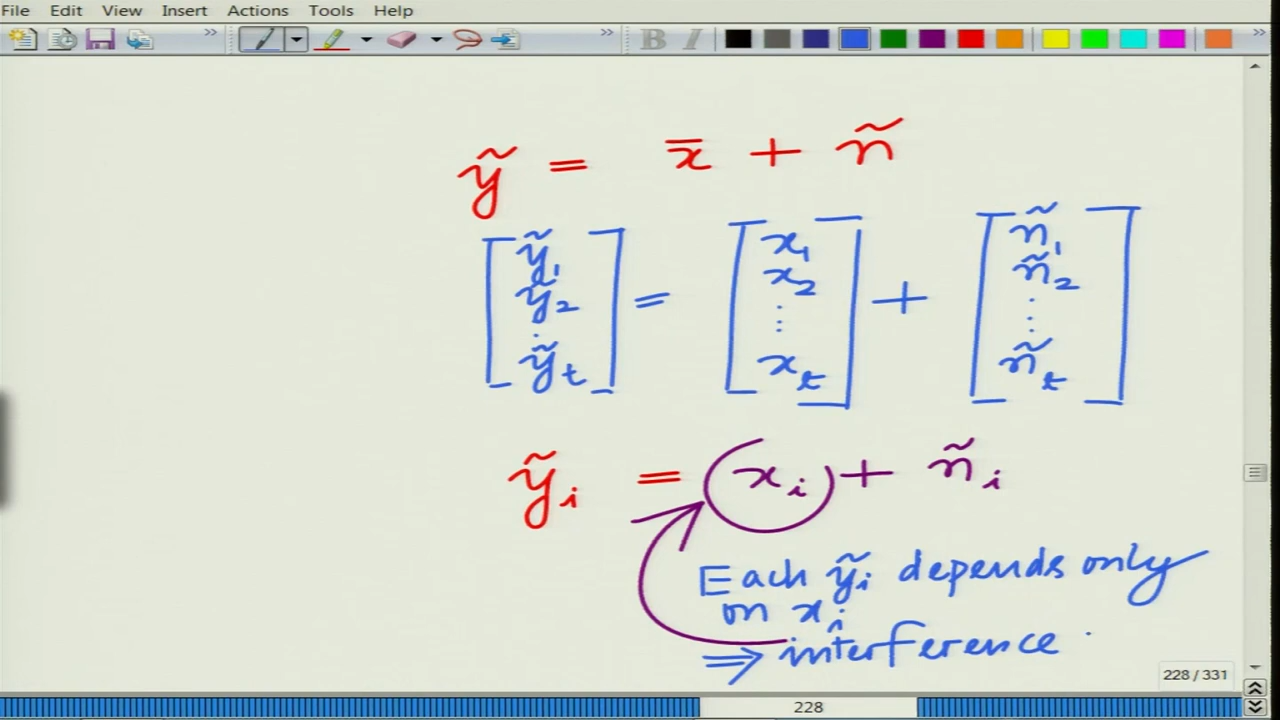 File Edit View Insert Actions Tools Help
ỹ = x̄ + ñ
[ỹ₁ ỹ₂ ⋮ ỹₜ] = [x₁ x₂ ⋮ xₜ] + [ñ₁ ñ₂ ⋮ ñₜ]
ỹᵢ = xᵢ + ñᵢ
Each ỹᵢ depends only
on xᵢ
⇒ interference
228 / 331
228